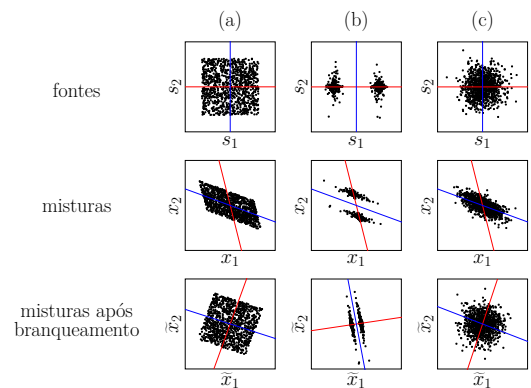 (a) (b) (c)
fontes
s₂ s₂ s₂
s₁ s₁ s₁
misturas
x₂ x₂ x₂
x₁ x₁ x₁
misturas após
branqueamento
x̃₂ x̃₂ x̃₂
x̃₁ x̃₁ x̃₁